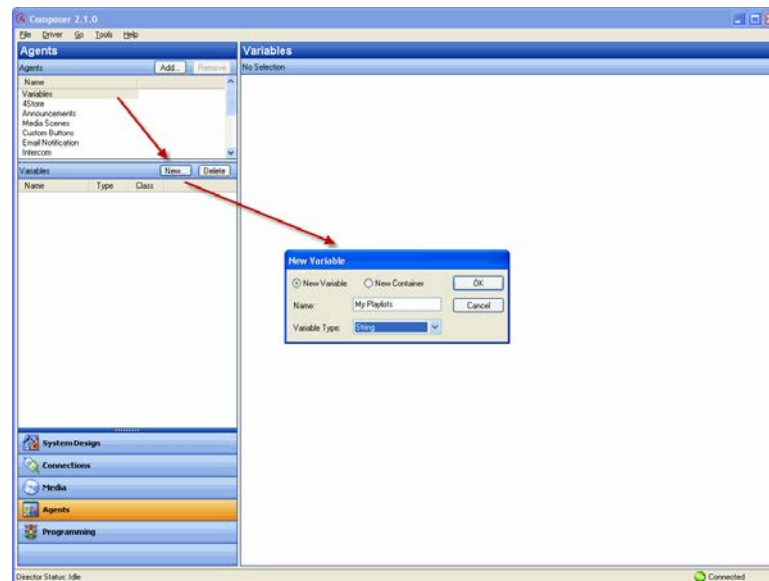 Composer 2.1.0
File Driver Go Tools Help
Agents
Agents Add... Remove
Name
Variables
4Store
Announcements
Media Scenes
Custom Buttons
Email Notification
Intercom
Variables New... Delete
Name Type Class
System Design
Connections
Media
Agents
Programming
Director Status: Idle
Variables
No Selection
New Variable
New Variable New Container OK
Name: My Playlists Cancel
Variable Type: String
Connected